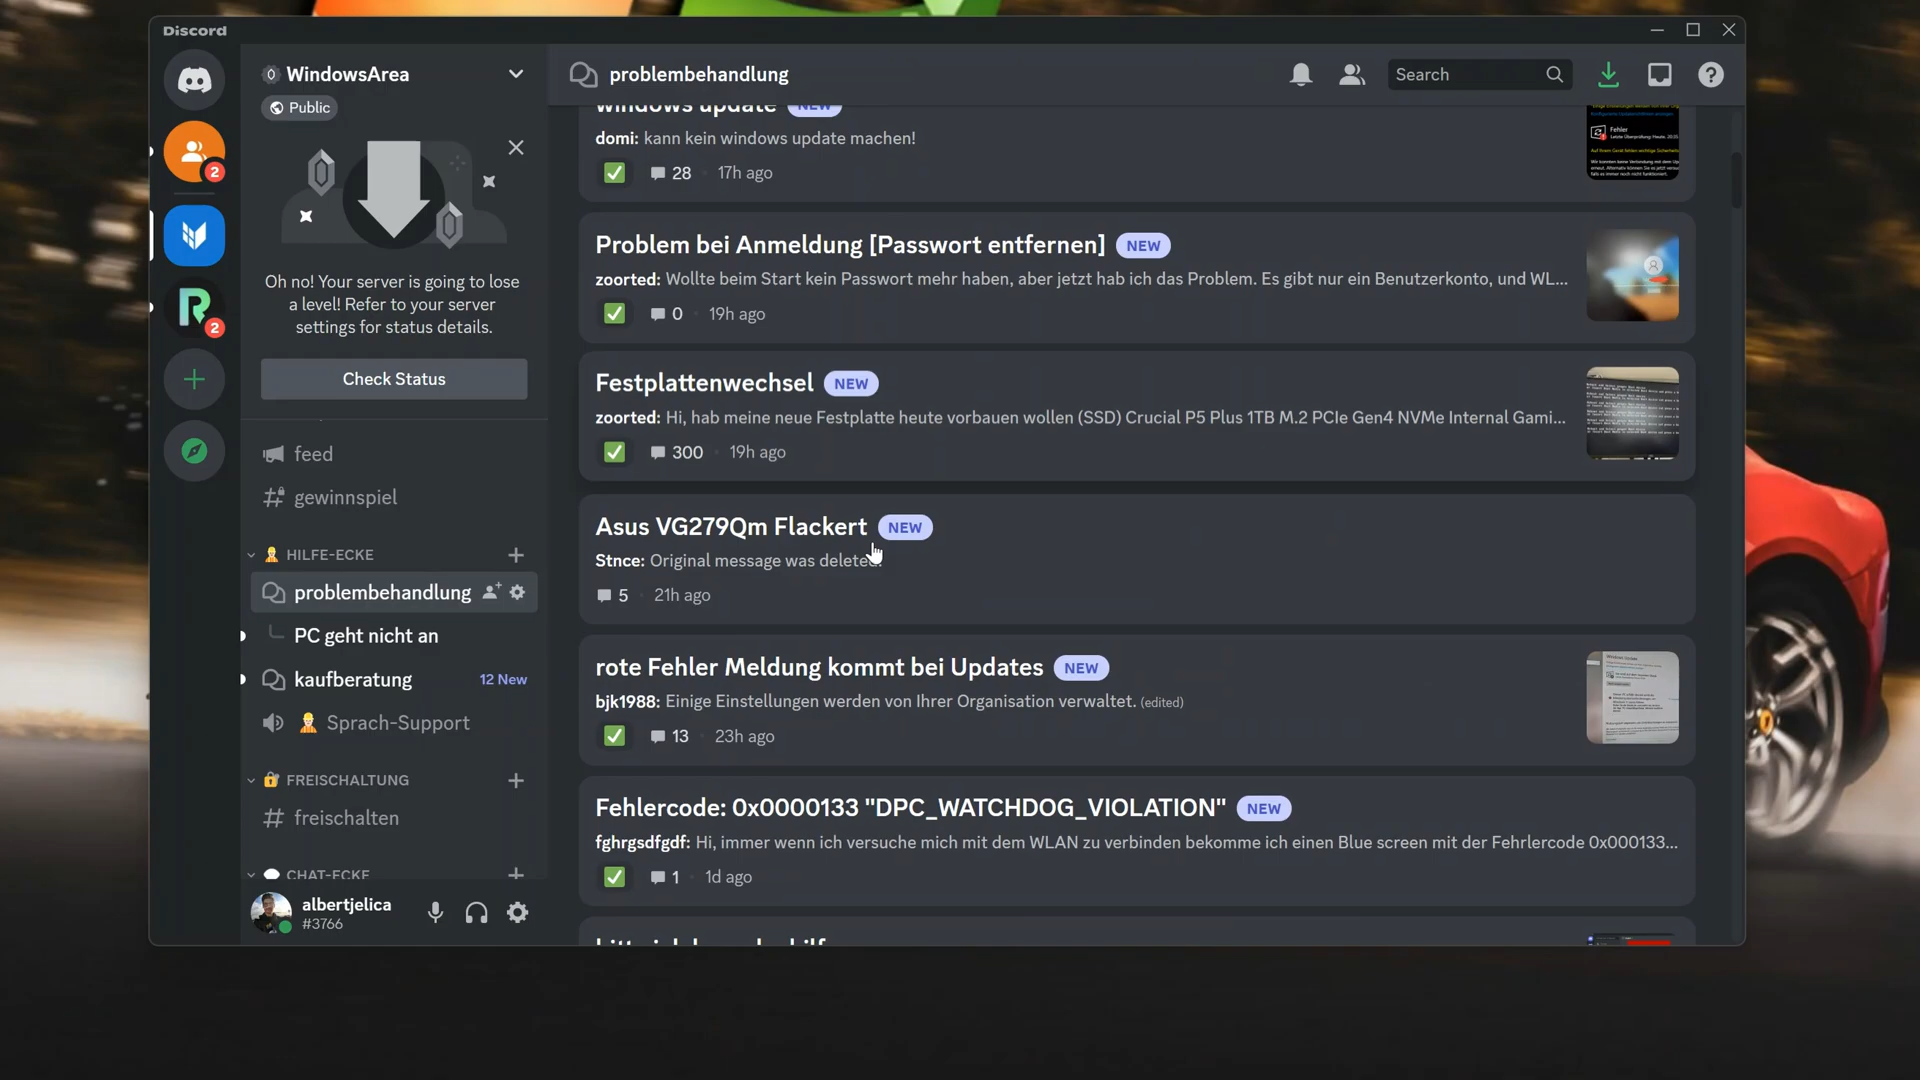 Discord
WindowsArea
Public
Oh no! Your server is going to lose
a level! Refer to your server
settings for status details.
Check Status
feed
gewinnspiel
HILFE-ECKE
problembehandlung
PC geht nicht an
kaufberatung 12 New
Sprach-Support
FREISCHALTUNG
freischalten
CHAT-ECKE
albertjelica
#3766
2
2
problembehandlung
Search
windows update NEW
domi: kann kein windows update machen!
28 17h ago
Problem bei Anmeldung [Passwort entfernen] NEW
zoorted: Wollte beim Start kein Passwort mehr haben, aber jetzt hab ich das Problem. Es gibt nur ein Benutzerkonto, und WL...
0 19h ago
Festplattenwechsel NEW
zoorted: Hi, hab meine neue Festplatte heute vorbauen wollen (SSD) Crucial P5 Plus 1TB M.2 PCIe Gen4 NVMe Internal Gami...
300 19h ago
Asus VG279Qm Flackert NEW
Stnce: Original message was deleted.
5 21h ago
rote Fehler Meldung kommt bei Updates NEW
bjk1988: Einige Einstellungen werden von Ihrer Organisation verwaltet. (edited)
13 23h ago
Fehlercode: 0x0000133 "DPC_WATCHDOG_VIOLATION" NEW
fghrgsdfgdf: Hi, immer wenn ich versuche mich mit dem WLAN zu verbinden bekomme ich einen Blue screen mit der Fehrlercode 0x000133...
1 1d ago
Fehler